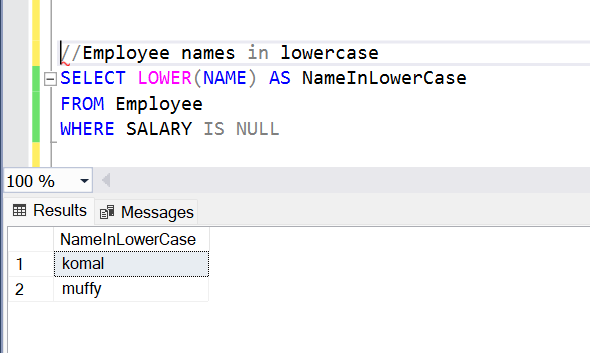 //Employee names in lowercase
SELECT LOWER(NAME) AS NameInLowerCase
FROM Employee
WHERE SALARY IS NULL
100 %
Results Messages
NameInLowerCase
1 komal
2 muffy